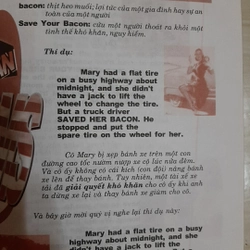 bacon: thịt heo muối; lợi tức của một gia đình hay sự an
toàn của một người
Save Your Bacon: cứu một người thoát ra khỏi một
tình thế khó khăn, nguy hiểm.
Thí dụ:
Mary had a flat tire
on a busy highway about
midnight, and she didn't
have a jack to lift the
wheel to change the tire.
But a truck driver
SAVED HER BACON. He
stopped and put the
spare tire on the wheel for her.
Cô Mary bị xẹp bánh xe trên một con
đường cao tốc nườm nượp xe cộ lúc nửa đêm.
Và cô ấy không có cái kích (con đội) nâng bánh
xe lên để thay bánh. Tuy nhiên, một tài xế xe
tải đã giải quyết khó khăn cho cô ấy khi anh
ta dừng xe lại và thay bánh xe giùm cho cô.
Và bây giờ mời quý vị nghe lại thí dụ này:
Mary had a flat tire on a busy
highway about midnight, and she